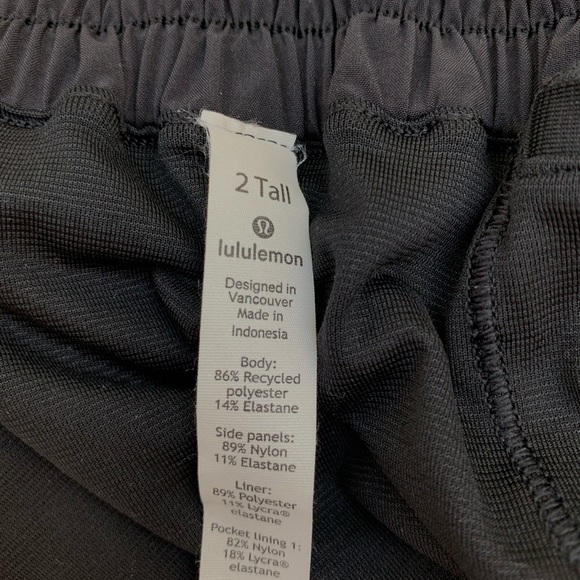 2 Tall
lululemon
Designed in
Vancouver
Made in
Indonesia
Body:
86% Recycled
polyester
14% Elastane
Side panels:
89% Nylon
11% Elastane
Liner:
89% Polyester
11% Lycra®
elastane
Pocket lining 1:
82% Nylon
18% Lycra®
elastane